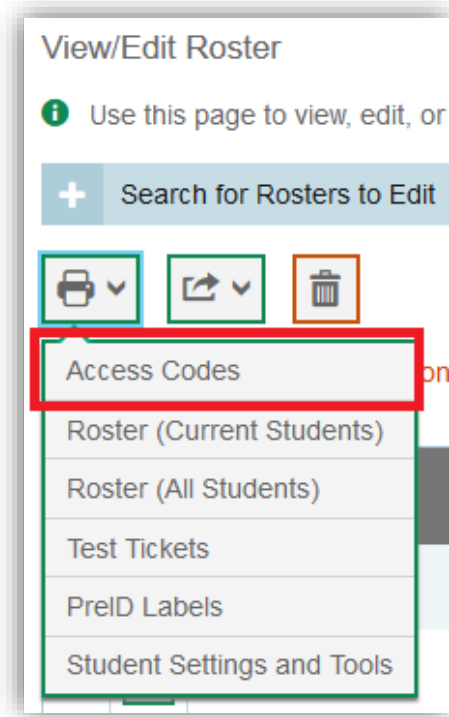 View/Edit Roster
Use this page to view, edit, or
Search for Rosters to Edit
Access Codes
on
Roster (Current Students)
Roster (All Students)
Test Tickets
PreID Labels
Student Settings and Tools